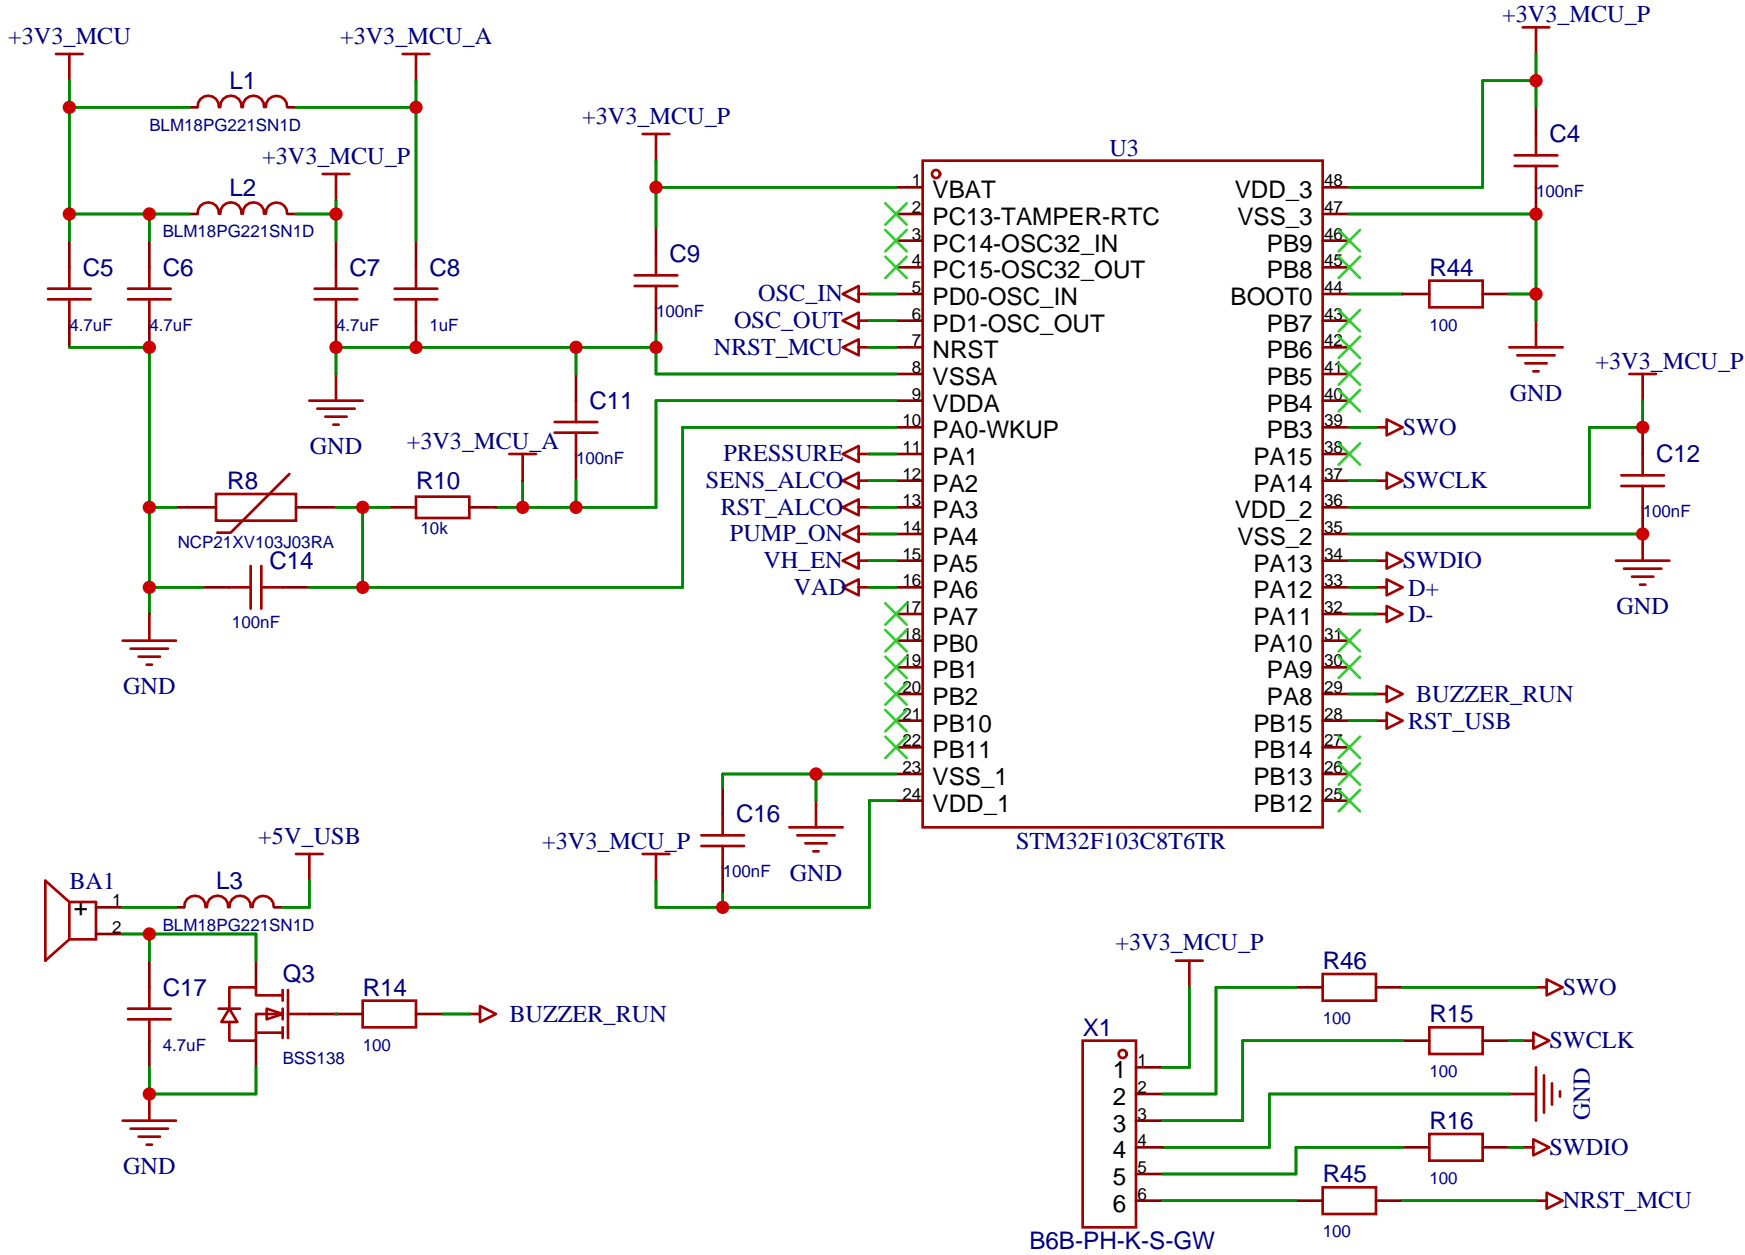 +3V3_MCU
+3V3_MCU_A
L1
BLM18PG221SN1D
+3V3_MCU_P
L2
BLM18PG221SN1D
C5
4.7uF
C6
4.7uF
C7
4.7uF
C8
1uF
GND
+3V3_MCU_P
C9
100nF
C11
100nF
+3V3_MCU_A
R8
NCP21XV103J03RA
R10
10k
C14
100nF
GND
OSC_IN
OSC_OUT
NRST_MCU
PRESSURE
SENS_ALCO
RST_ALCO
PUMP_ON
VH_EN
VAD
U3
1 VBAT
2 PC13-TAMPER-RTC
3 PC14-OSC32_IN
4 PC15-OSC32_OUT
5 PD0-OSC_IN
6 PD1-OSC_OUT
7 NRST
8 VSSA
9 VDDA
10 PA0-WKUP
11 PA1
12 PA2
13 PA3
14 PA4
15 PA5
16 PA6
17 PA7
18 PB0
19 PB1
20 PB2
21 PB10
22 PB11
23 VSS_1
24 VDD_1
VDD_3 48
VSS_3 47
PB9 46
PB8 45
BOOT0 44
PB7 43
PB6 42
PB5 41
PB4 40
PB3 39
PA15 38
PA14 37
VDD_2 36
VSS_2 35
PA13 34
PA12 33
PA11 32
PA10 31
PA9 30
PA8 29
PB15 28
PB14 27
PB13 26
PB12 25
STM32F103C8T6TR
+3V3_MCU_P
C4
100nF
R44
100
GND
+3V3_MCU_P
C12
100nF
GND
SWO
SWCLK
SWDIO
D+
D-
BUZZER_RUN
RST_USB
+3V3_MCU_P
C16
100nF
GND
+5V_USB
BA1
+
1
2
L3
BLM18PG221SN1D
C17
4.7uF
Q3
BSS138
R14
100
BUZZER_RUN
GND
+3V3_MCU_P
X1
1 1
2 2
3 3
4 4
5 5
6 6
B6B-PH-K-S-GW
R46
100
SWO
R15
100
SWCLK
GND
R16
100
SWDIO
R45
100
NRST_MCU